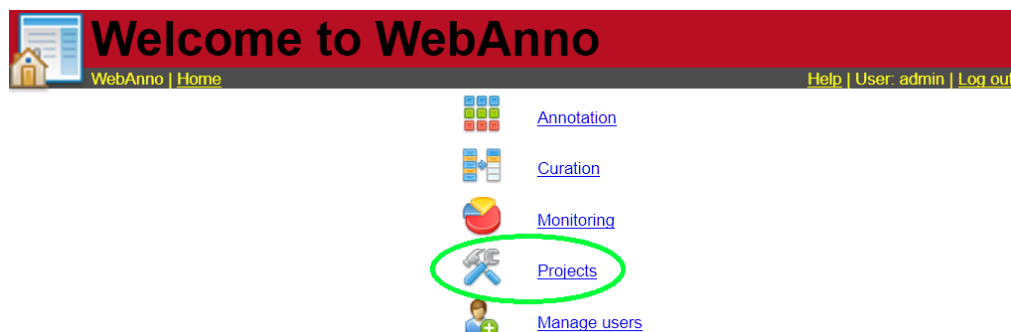 Welcome to WebAnno
WebAnno | Home Help | User: admin | Log out
Annotation
Curation
Monitoring
Projects
Manage users